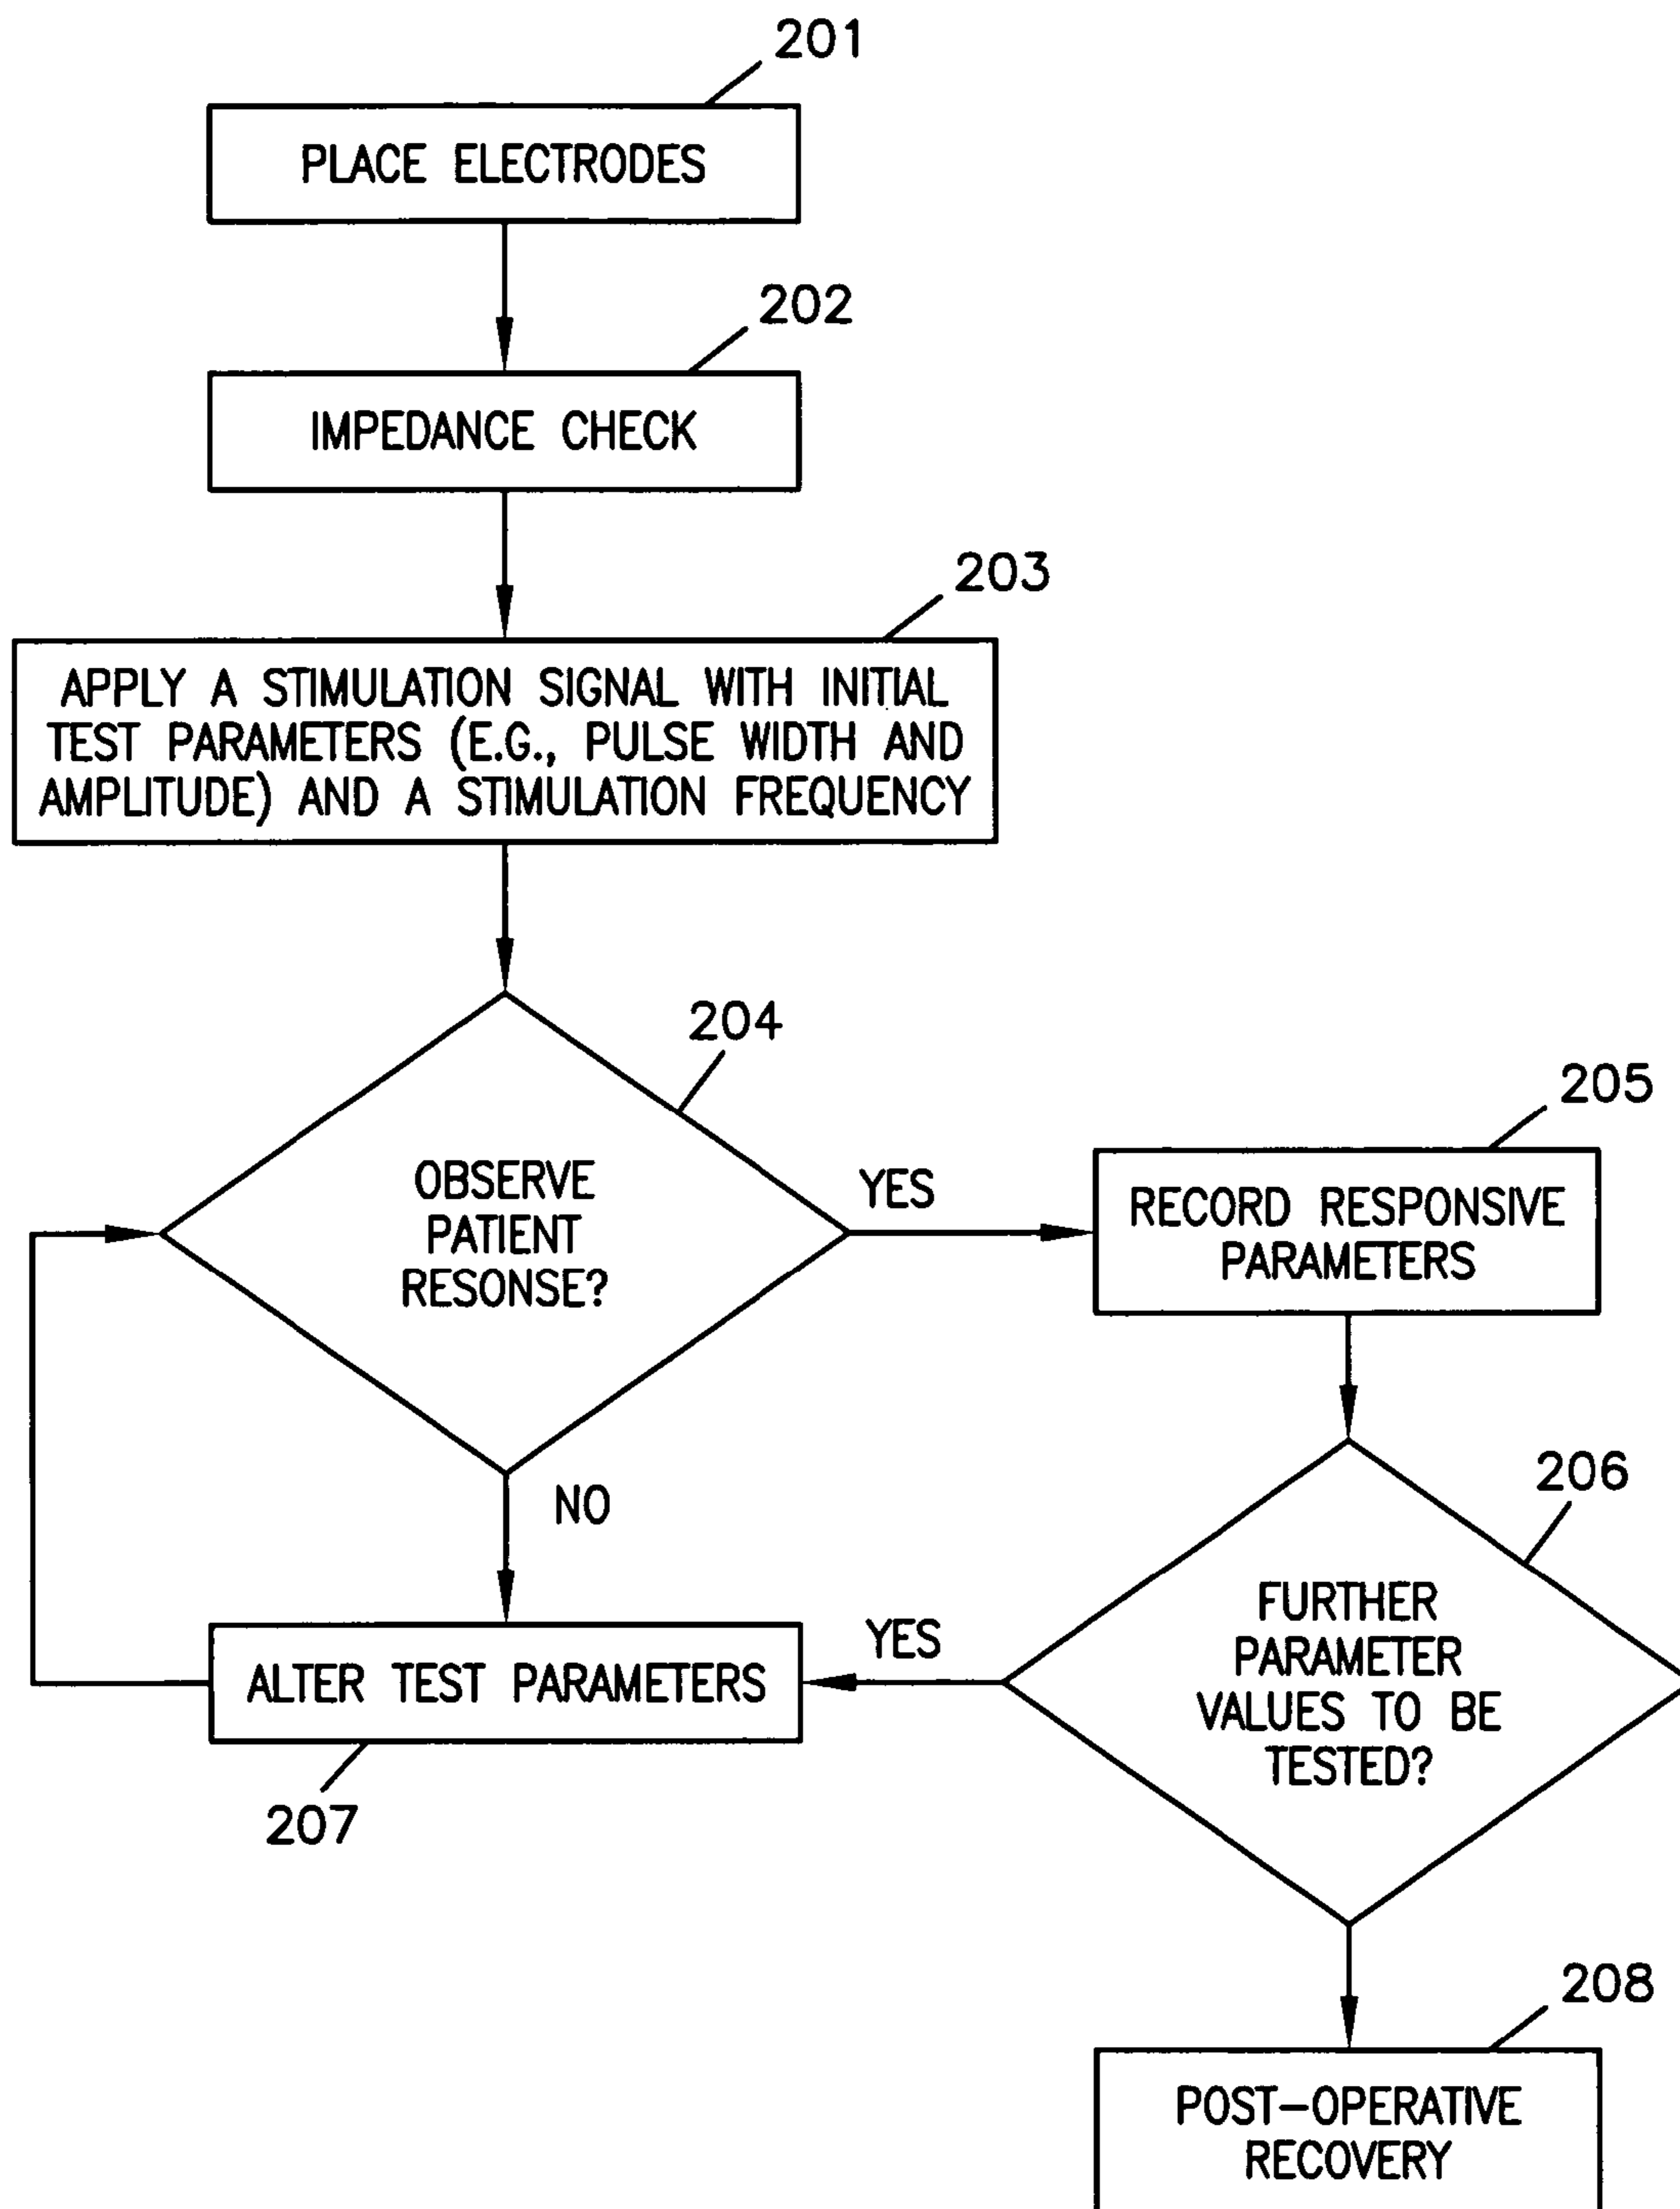 201
PLACE ELECTRODES
202
IMPEDANCE CHECK
203
APPLY A STIMULATION SIGNAL WITH INITIAL
TEST PARAMETERS (E.G., PULSE WIDTH AND
AMPLITUDE) AND A STIMULATION FREQUENCY
204
OBSERVE
PATIENT
RESONSE?
YES
205
RECORD RESPONSIVE
PARAMETERS
NO
206
FURTHER
PARAMETER
VALUES TO BE
TESTED?
YES
ALTER TEST PARAMETERS
207
208
POST-OPERATIVE
RECOVERY